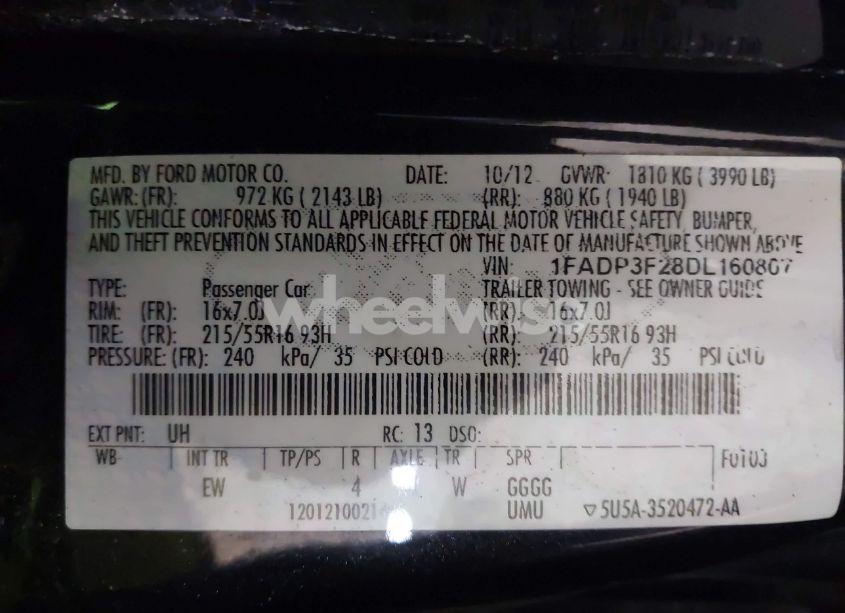 MFD. BY FORD MOTOR CO. DATE: 10/12 GVWR: 1810 KG ( 3990 LB)
GAWR: (FR): 972 KG ( 2143 LB) (RR): 880 KG ( 1940 LB)
THIS VEHICLE CONFORMS TO ALL APPLICABLE FEDERAL MOTOR VEHICLE SAFETY, BUMPER,
AND THEFT PREVENTION STANDARDS IN EFFECT ON THE DATE OF MANUFACTURE SHOWN ABOVE
VIN: 1FADP3F28DL160807
TYPE: Passenger Car TRAILER TOWING - SEE OWNER GUIDE
RIM: (FR): 16x7.0J (RR): 16x7.0J
TIRE: (FR): 215/55R16 93H (RR): 215/55R16 93H
PRESSURE: (FR): 240 kPa/ 35 PSI COLD (RR): 240 kPa/ 35 PSI COLD
EXT PNT: UH RC: 13 DSO:
WB INT TR TP/PS R AXLE TR SPR F0103
EW 4 W GGGG
UMU ▽5U5A-3520472-AA